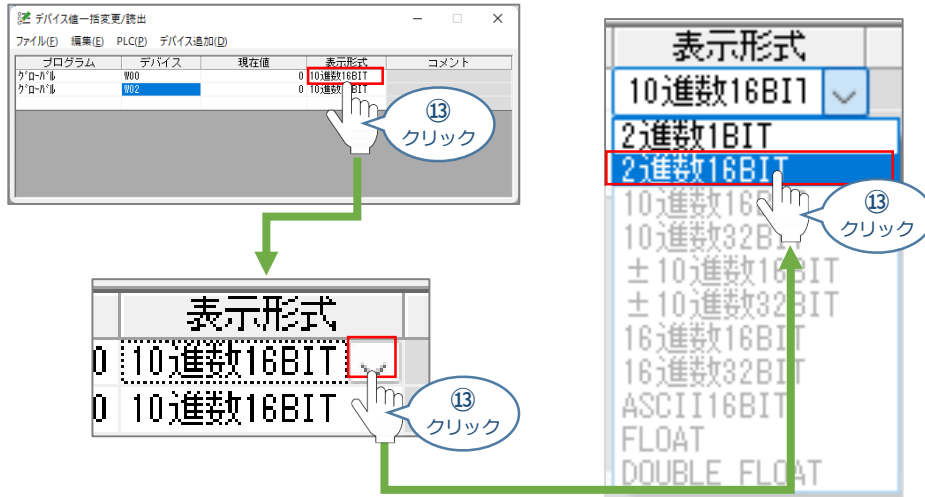 デバイス値一括変更/読出
ファイル(F) 編集(E) PLC(P) デバイス追加(D)
プログラム デバイス 現在値 表示形式 コメント
グローバル W00 0 10進数16BIT
グローバル W02 0 10進数16BIT
⑬
クリック
表示形式
0 10進数16BIT
0 10進数16BIT
⑬
クリック
表示形式
10進数16BIT
2進数1BIT
2進数16BIT
10進数16B
10進数32BIT
±10進数16BIT
±10進数32BIT
16進数16BIT
16進数32BIT
ASCII16BIT
FLOAT
DOUBLE FLOAT
⑬
クリック